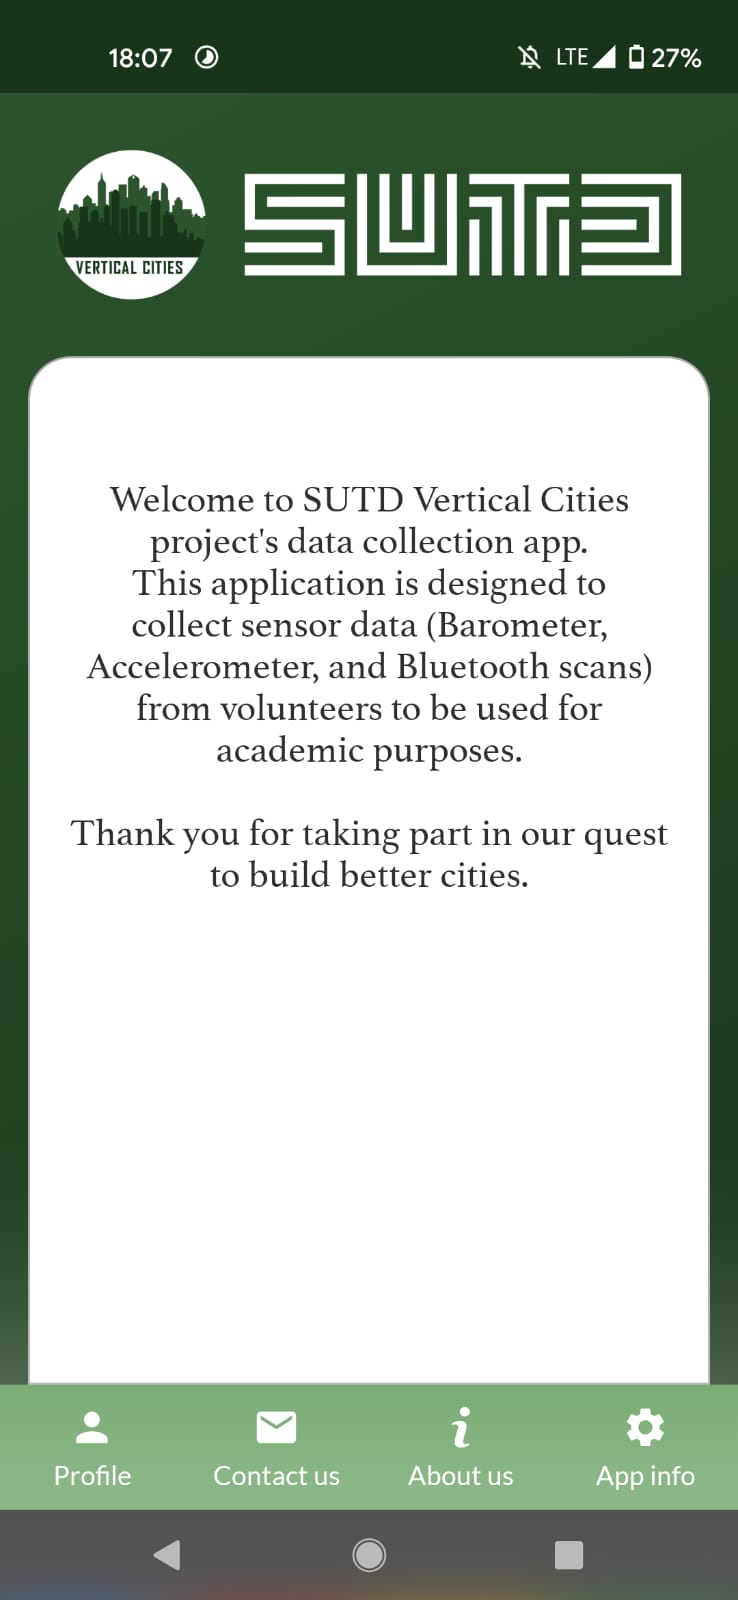 18:07
LTE 27%
VERTICAL CITIES
SUTD
Welcome to SUTD Vertical Cities
project's data collection app.
This application is designed to
collect sensor data (Barometer,
Accelerometer, and Bluetooth scans)
from volunteers to be used for
academic purposes.
Thank you for taking part in our quest
to build better cities.
Profile
Contact us
About us
App info